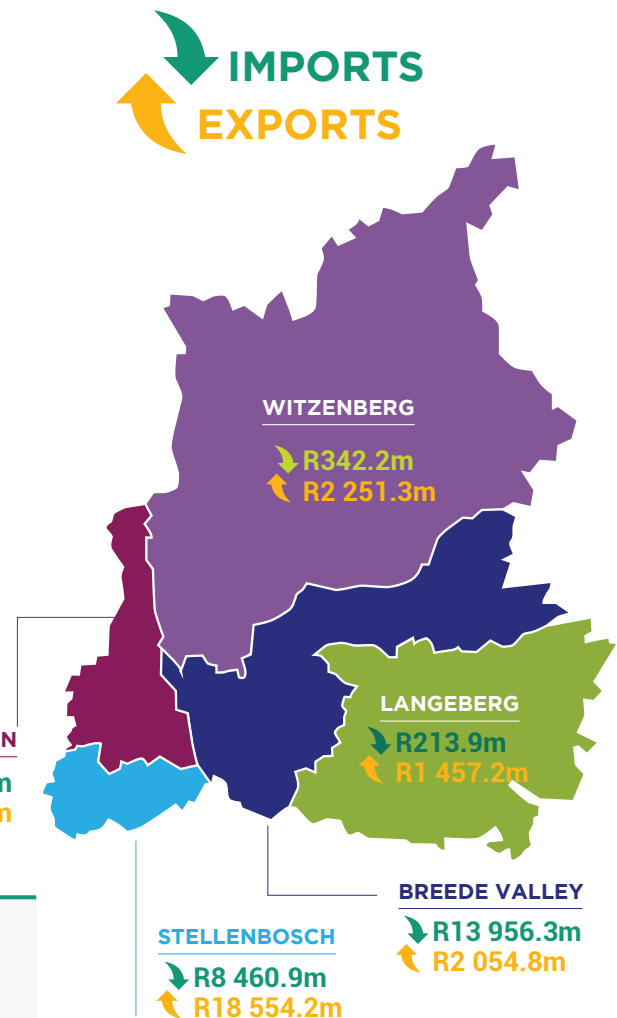 IMPORTS
EXPORTS
WITZENBERG
R342.2m
R2 251.3m
LANGEBERG
R213.9m
R1 457.2m
N
m
m
BREEDE VALLEY
R13 956.3m
R2 054.8m
STELLENBOSCH
R8 460.9m
R18 554.2m